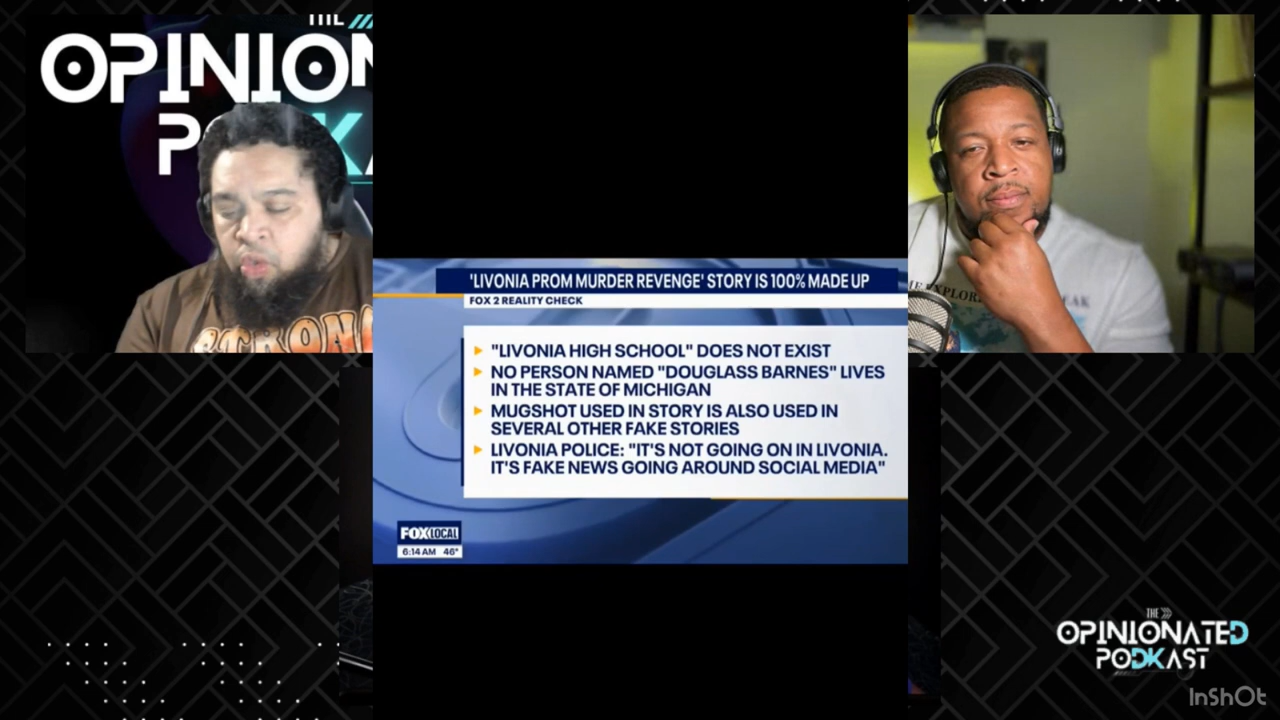 THE
OPINION
'LIVONIA PROM MURDER REVENGE' STORY IS 100% MADE UP
FOX 2 REALITY CHECK
"LIVONIA HIGH SCHOOL" DOES NOT EXIST
NO PERSON NAMED "DOUGLASS BARNES" LIVES
IN THE STATE OF MICHIGAN
MUGSHOT USED IN STORY IS ALSO USED IN
SEVERAL OTHER FAKE STORIES
LIVONIA POLICE: "IT'S NOT GOING ON IN LIVONIA.
IT'S FAKE NEWS GOING AROUND SOCIAL MEDIA"
FOX LOCAL
6:14 AM 46°
STRONG
THE
OPINIONATED
PODKAST
InShOt